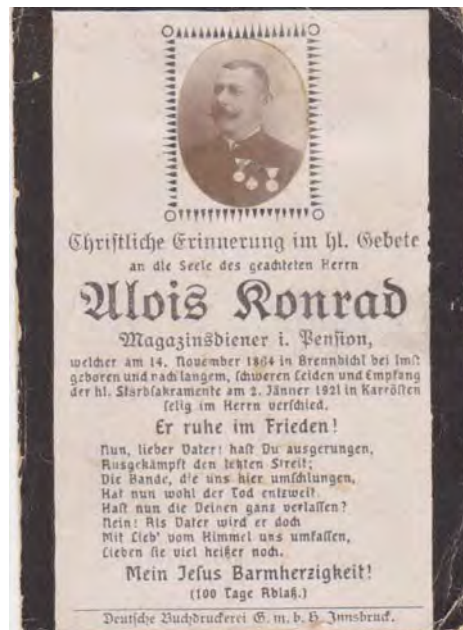 Christliche Erinnerung im hl. Gebete
an die Seele des geachteten Herrn
Alois Konrad
Magazinsdiener i. Pension,
welcher am 14. November 1864 in Brennbichl bei Imst
geboren und nach langem, schweren Leiden und Empfang
der hl. Sterbsakramente am 2. Jänner 1921 in Karrösten
selig im Herrn verschied.
Er ruhe im Frieden!
Nun, lieber Vater! hast Du ausgerungen,
Ausgekämpft den letzten Streit;
Die Bande, die uns hier umschlungen,
Hat nun wohl der Tod entzweit.
Hast nun die Deinen ganz verlassen?
Nein! Als Vater wird er doch
Mit Lieb' vom Himmel uns umfassen,
Lieben sie viel heißer noch.
Mein Jesus Barmherzigkeit!
(100 Tage Ablaß.)
Deutsche Buchdruckerei G. m. b. H. Innsbruck.